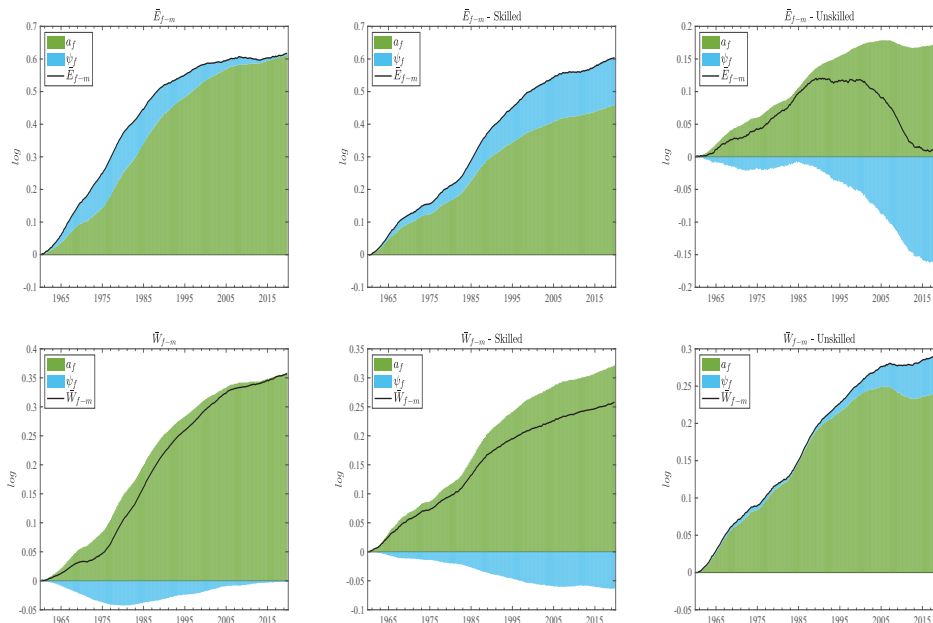 Ē_{f−m}
0.7
0.6
0.5
0.4
0.3
0.2
0.1
0
-0.1
log
a_f
ψ_f
Ē_{f−m}
1965 1975 1985 1995 2005 2015
Ē_{f−m} - Skilled
0.7
0.6
0.5
0.4
0.3
0.2
0.1
0
-0.1
log
a_f
ψ_f
Ē_{f−m}
1965 1975 1985 1995 2005 2015
Ē_{f−m} - Unskilled
0.2
0.15
0.1
0.05
0
-0.05
-0.1
-0.15
-0.2
log
a_f
ψ_f
Ē_{f−m}
1965 1975 1985 1995 2005 2015
W̄_{f−m}
0.4
0.35
0.3
0.25
0.2
0.15
0.1
0.05
0
-0.05
log
a_f
ψ_f
W̄_{f−m}
1965 1975 1985 1995 2005 2015
W̄_{f−m} - Skilled
0.35
0.3
0.25
0.2
0.15
0.1
0.05
0
-0.05
-0.1
log
a_f
ψ_f
W̄_{f−m}
1965 1975 1985 1995 2005 2015
W̄_{f−m} - Unskilled
0.3
0.25
0.2
0.15
0.1
0.05
0
-0.05
log
a_f
ψ_f
W̄_{f−m}
1965 1975 1985 1995 2005 2015